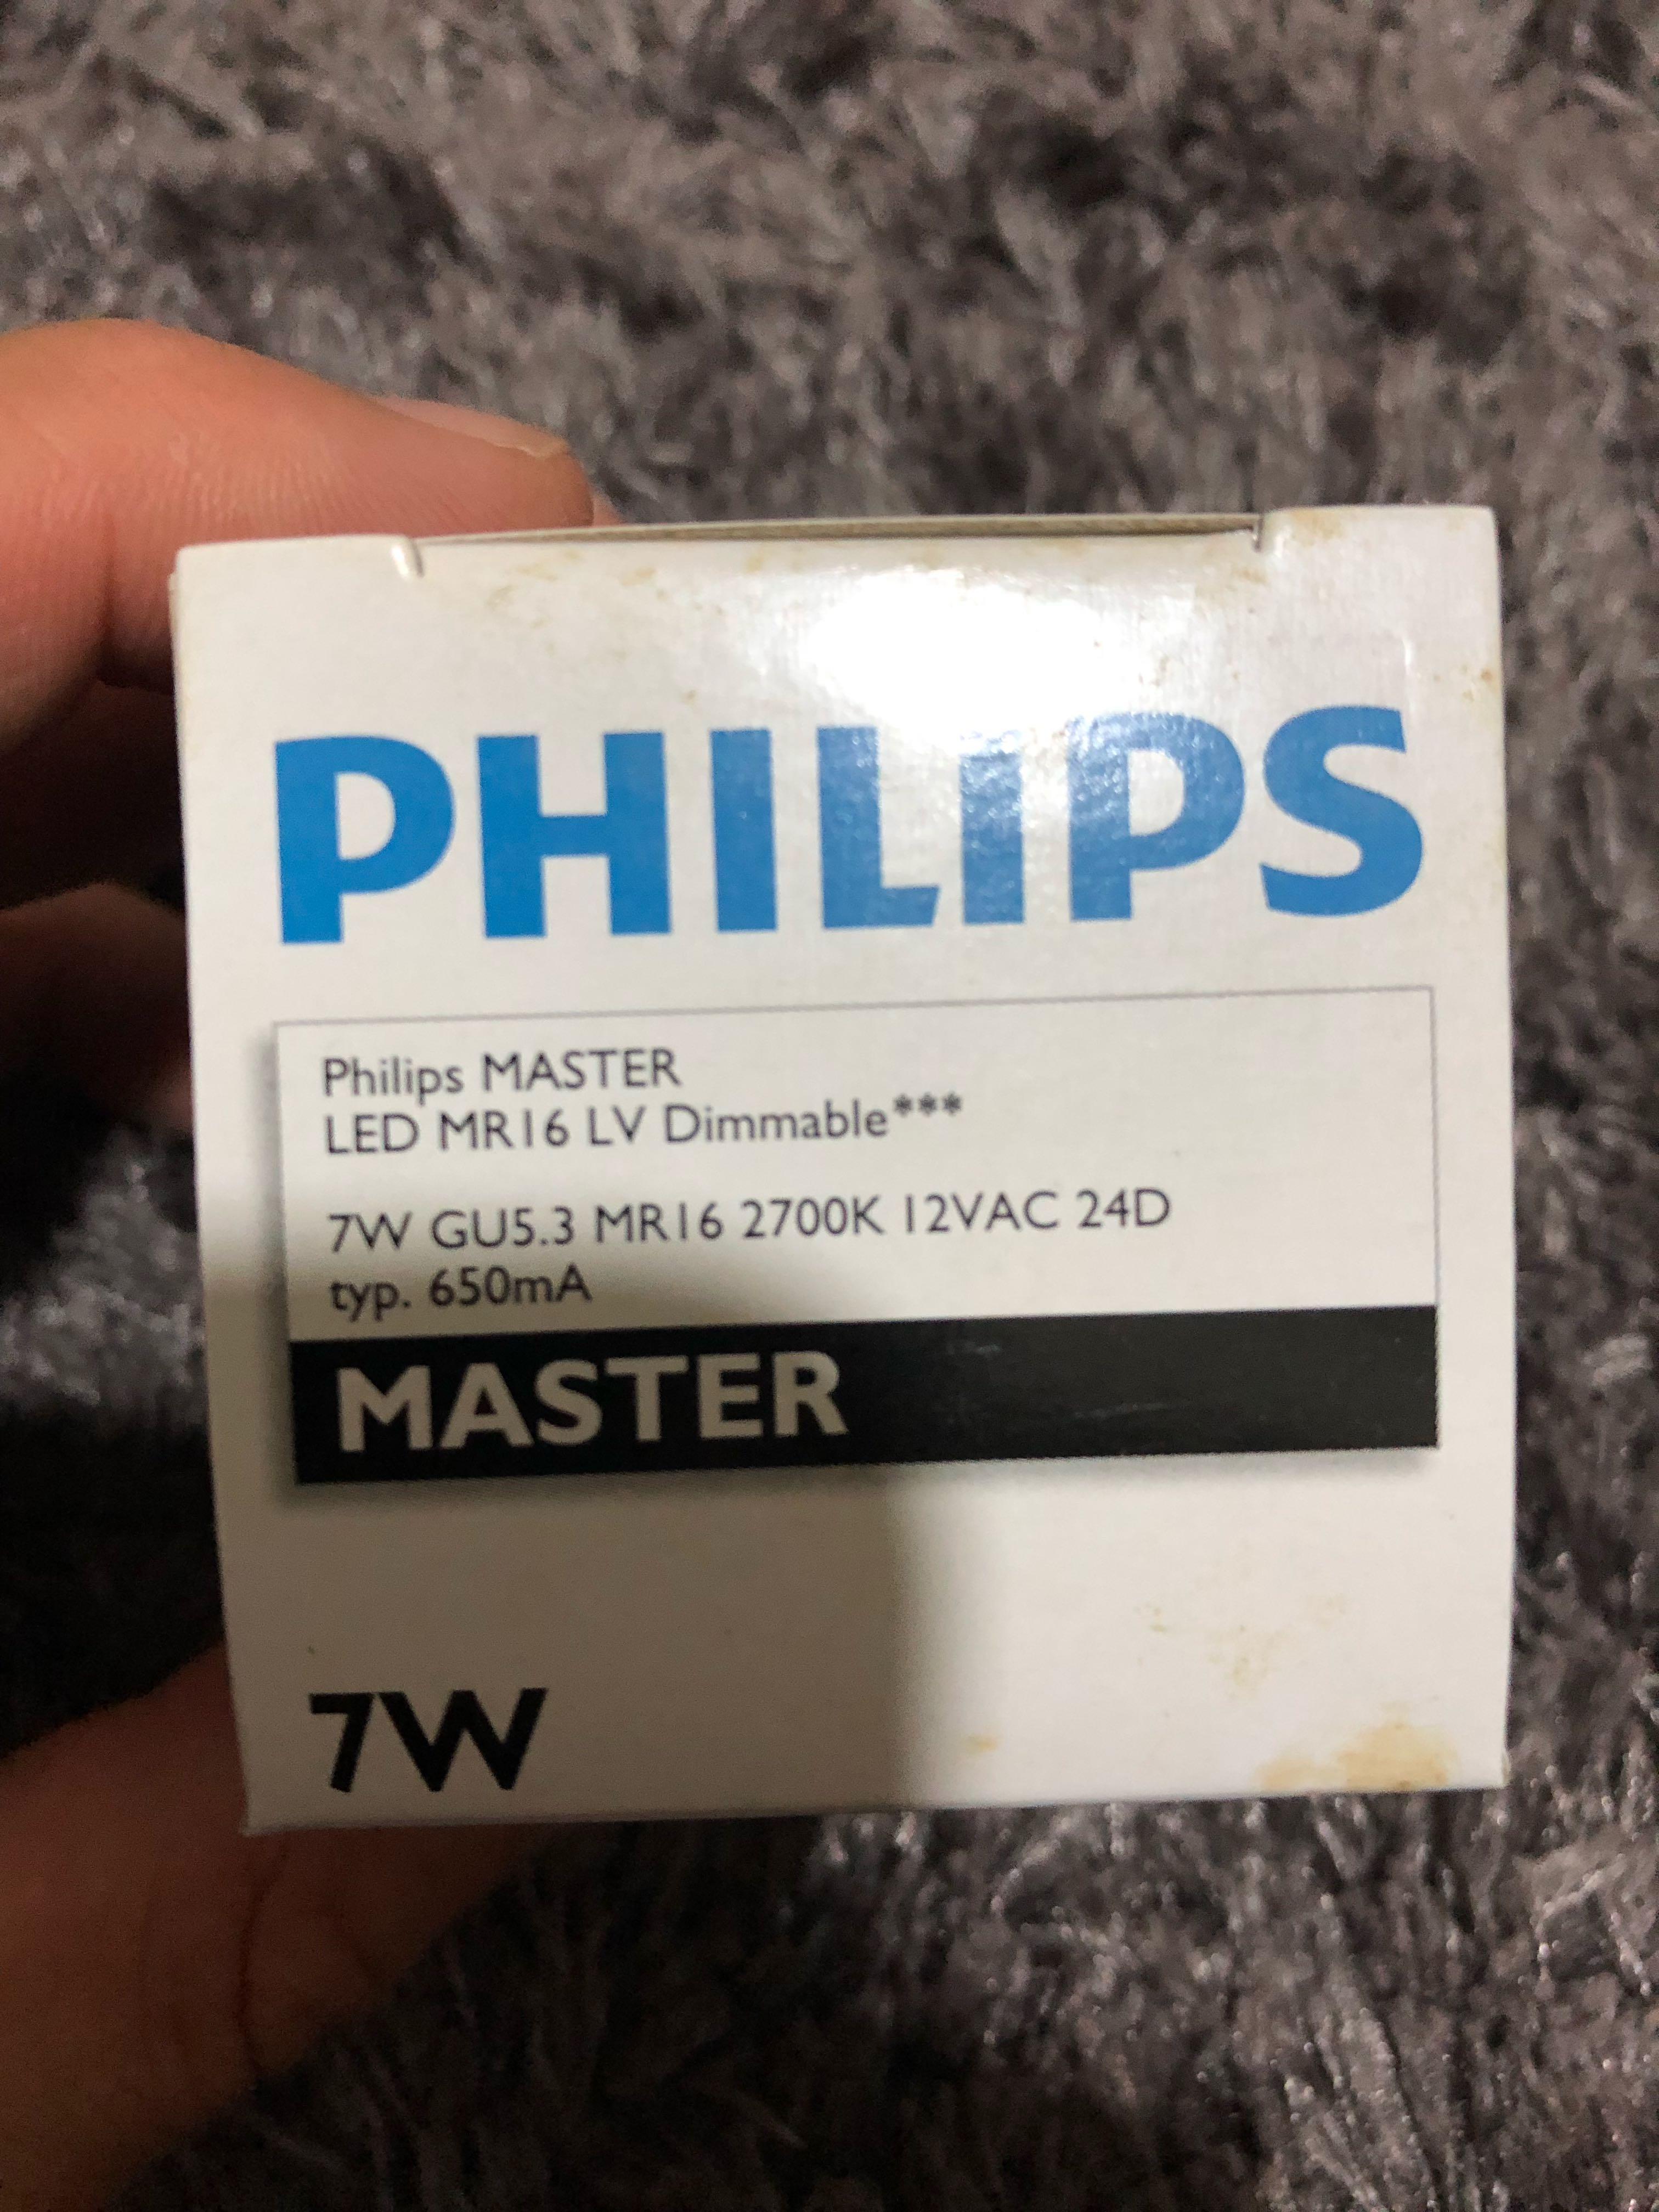 PHILIPS
Philips MASTER
LED MR16 LV Dimmable***
7W GU5.3 MR16 2700K 12VAC 24D
typ. 650mA
MASTER
7W